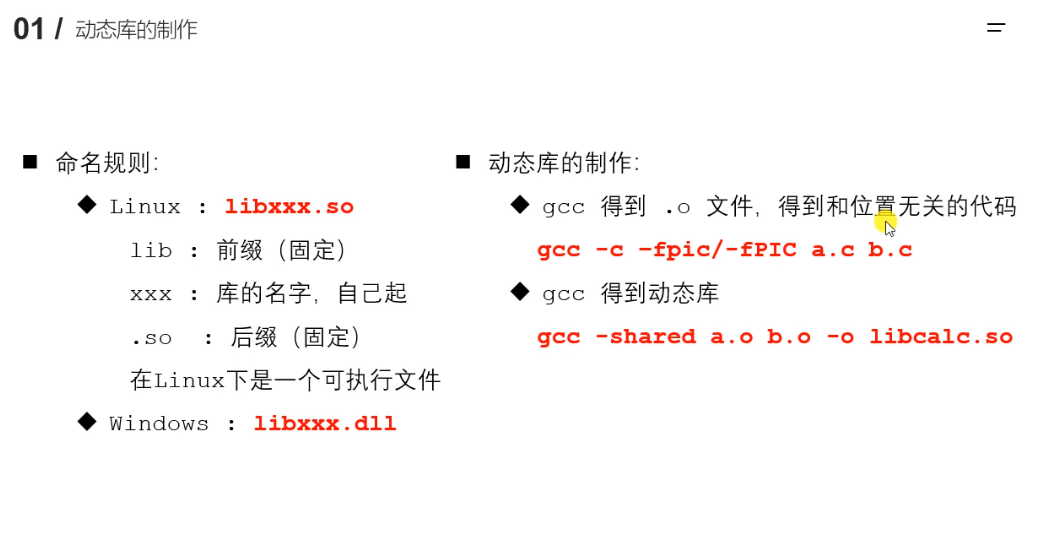 01 / 动态库的制作
■ 命名规则:
◆ Linux : libxxx.so
lib : 前缀（固定）
xxx : 库的名字，自己起
.so : 后缀（固定）
在Linux下是一个可执行文件
◆ Windows : libxxx.dll
■ 动态库的制作:
◆ gcc 得到 .o 文件，得到和位置无关的代码
gcc -c –fpic/-fPIC a.c b.c
◆ gcc 得到动态库
gcc -shared a.o b.o -o libcalc.so